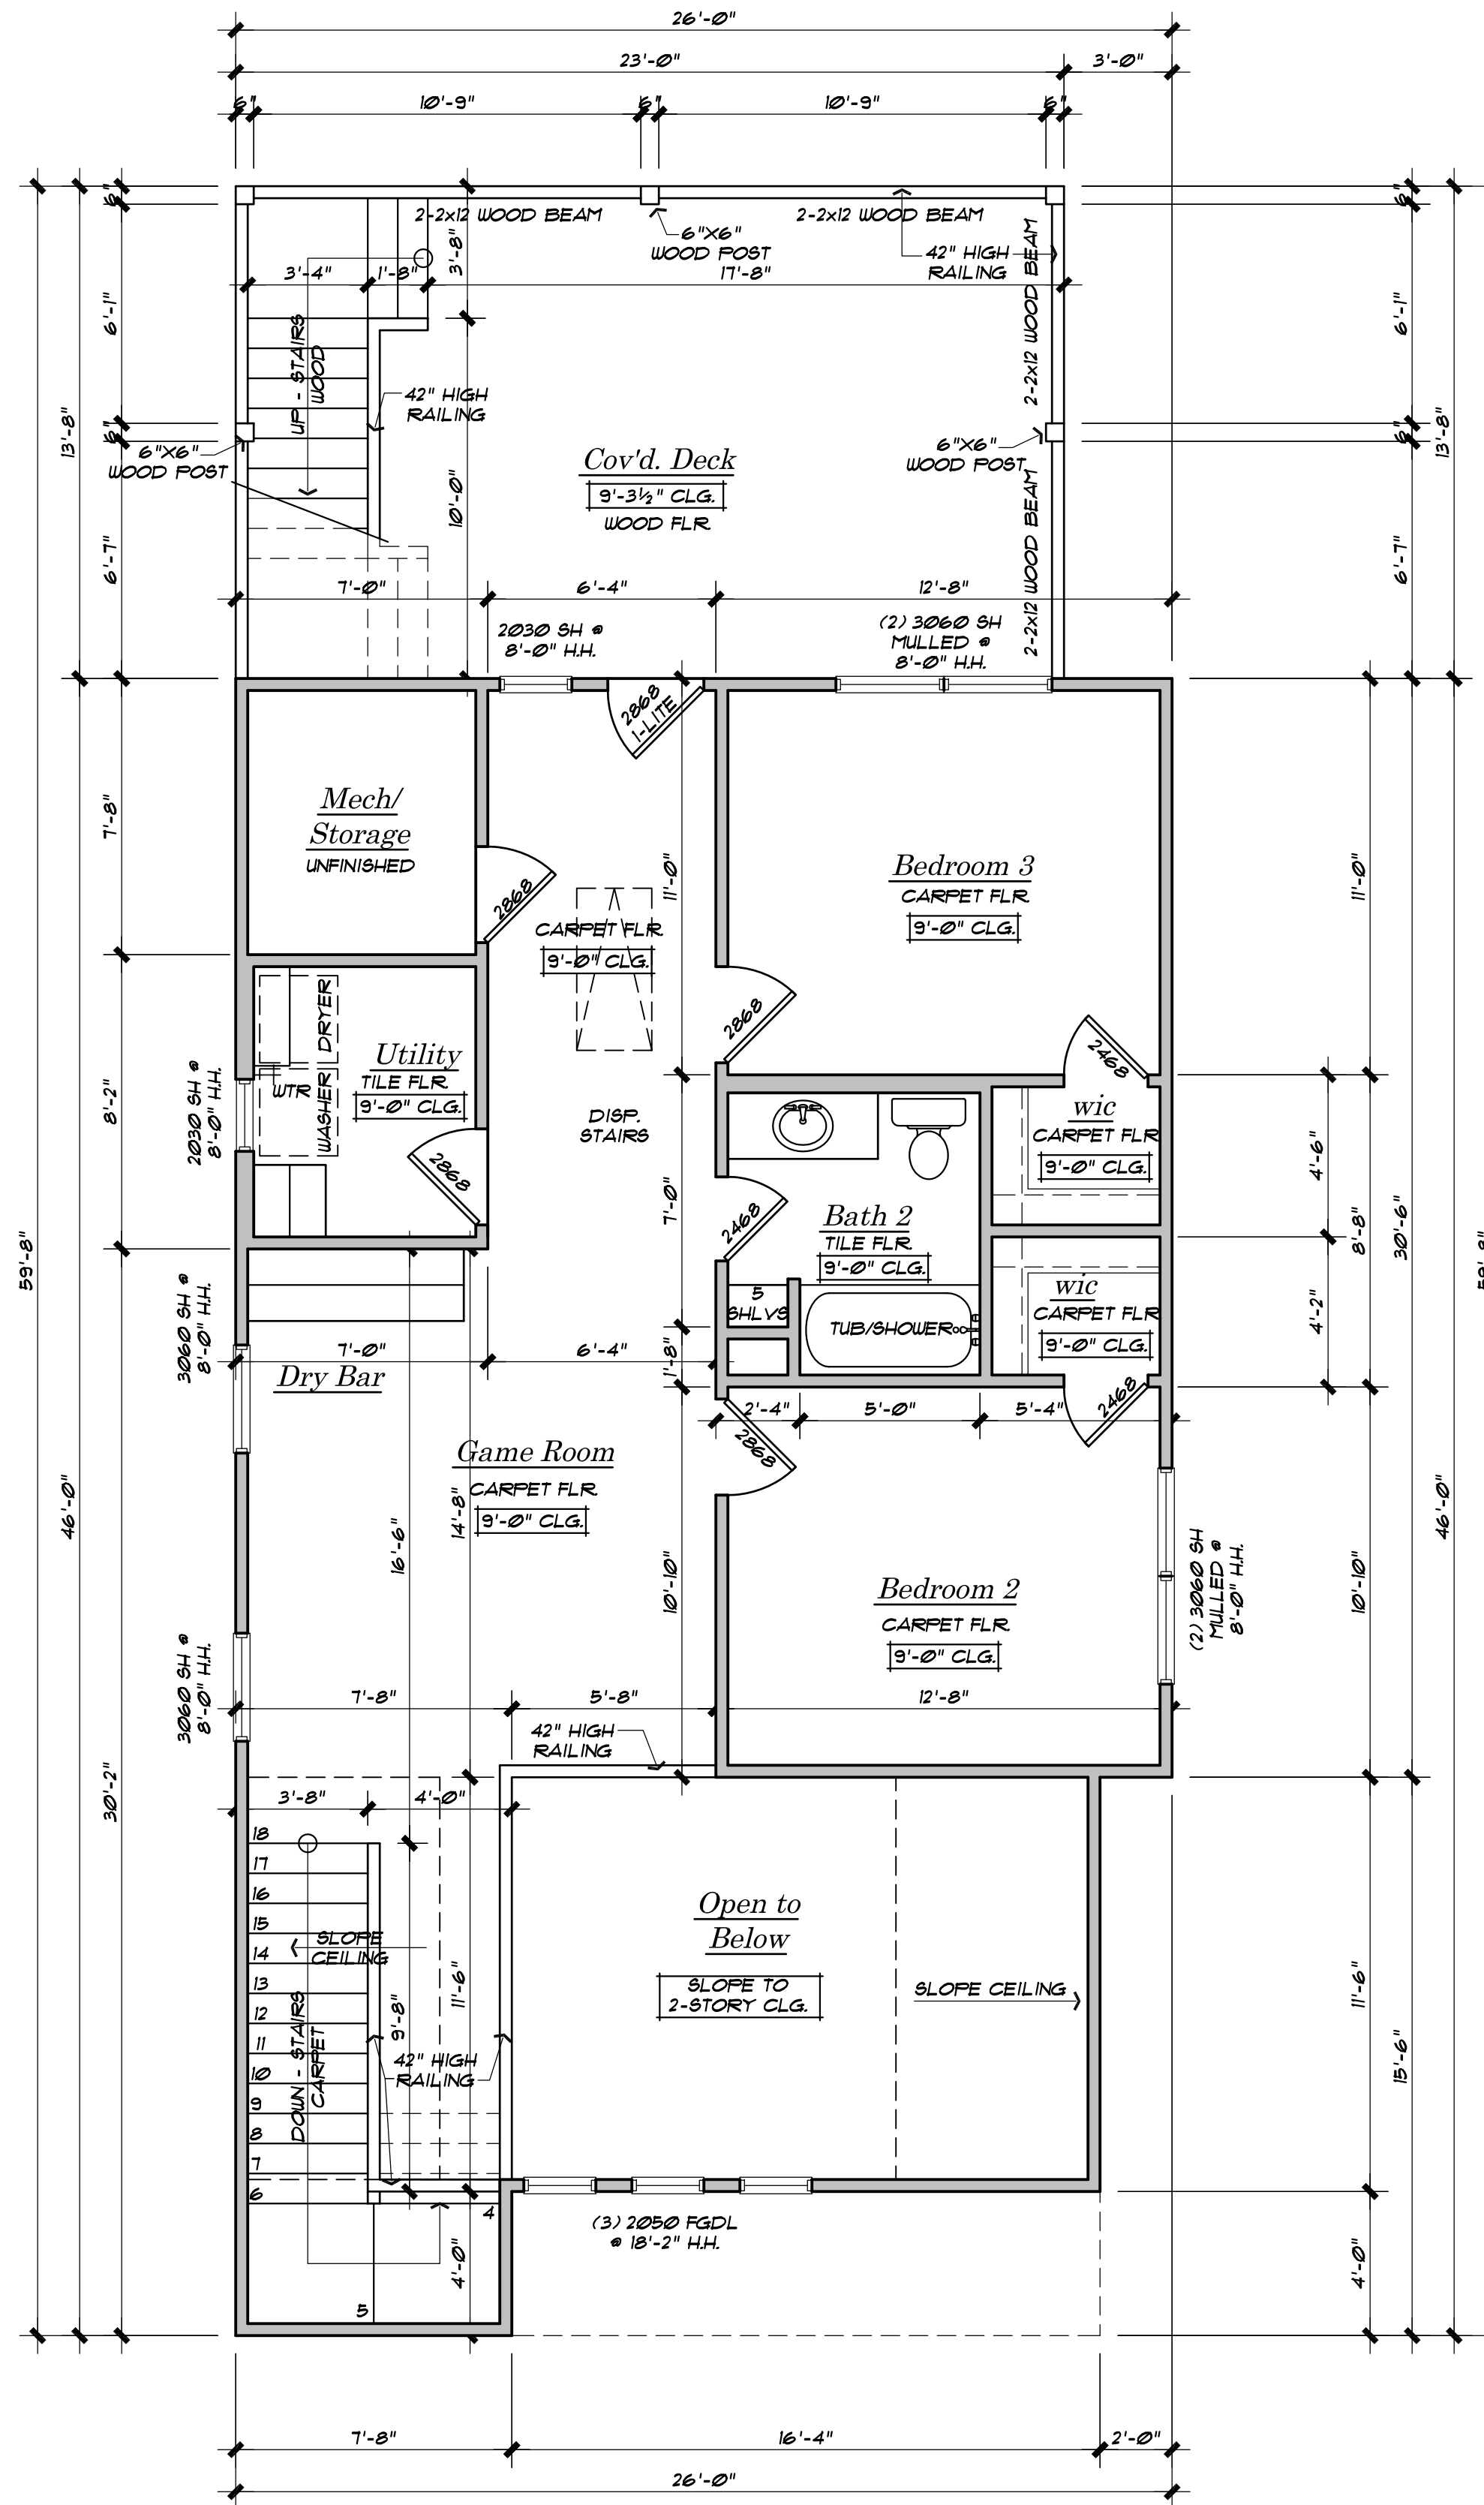 26'-0"
23'-0"
3'-0"
6"
10'-9"
6"
10'-9"
6"
6"
6"
2-2x12 WOOD BEAM
2-2x12 WOOD BEAM
6"X6"
WOOD POST
42" HIGH
RAILING
3'-8"
3'-4"
1'-8"
17'-8"
2-2x12 WOOD BEAM
6'-1"
6'-1"
UP - STAIRS
WOOD
42" HIGH
RAILING
13'-8"
13'-8"
6"
6"
6"X6"
WOOD POST
6"X6"
WOOD POST
Cov'd. Deck
9'-3½" CLG.
WOOD FLR.
10'-0"
2-2x12 WOOD BEAM
6'-7"
6'-7"
7'-0"
6'-4"
12'-8"
2030 SH @
8'-0" H.H.
(2) 3060 SH
MULLED @
8'-0" H.H.
2868
1-LITE
Mech/
Storage
UNFINISHED
7'-8"
2868
11'-0"
11'-0"
Bedroom 3
CARPET FLR.
9'-0" CLG.
CARPET FLR.
9'-0" CLG.
2868
2468
DRYER
WASHER
WTR
Utility
TILE FLR.
9'-0" CLG.
2868
2030 SH @
8'-0" H.H.
8'-2"
DISP.
STAIRS
wic
CARPET FLR.
9'-0" CLG.
4'-6"
7'-0"
2468
Bath 2
TILE FLR.
9'-0" CLG.
8'-8"
30'-6"
59'-8"
59'-8"
5
SHLVS
TUB/SHOWER
wic
CARPET FLR.
9'-0" CLG.
4'-2"
3060 SH @
8'-0" H.H.
7'-0"
6'-4"
1'-8"
Dry Bar
2'-4"
5'-0"
5'-4"
2468
2868
Game Room
CARPET FLR.
9'-0" CLG.
16'-6"
14'-8"
46'-0"
46'-0"
10'-10"
10'-10"
Bedroom 2
CARPET FLR.
9'-0" CLG.
(2) 3060 SH
MULLED @
8'-0" H.H.
3060 SH @
8'-0" H.H.
7'-8"
5'-8"
12'-8"
42" HIGH
RAILING
30'-2"
3'-8"
4'-0"
18
17
16
15
14
13
12
11
10
9
8
7
6
5
4
SLOPE
CEILING
DOWN - STAIRS
CARPET
9'-8"
11'-6"
42" HIGH
RAILING
Open to
Below
SLOPE TO
2-STORY CLG.
SLOPE CEILING
11'-6"
15'-6"
(3) 2050 FGDL
@ 18'-2" H.H.
4'-0"
4'-0"
7'-8"
16'-4"
2'-0"
26'-0"